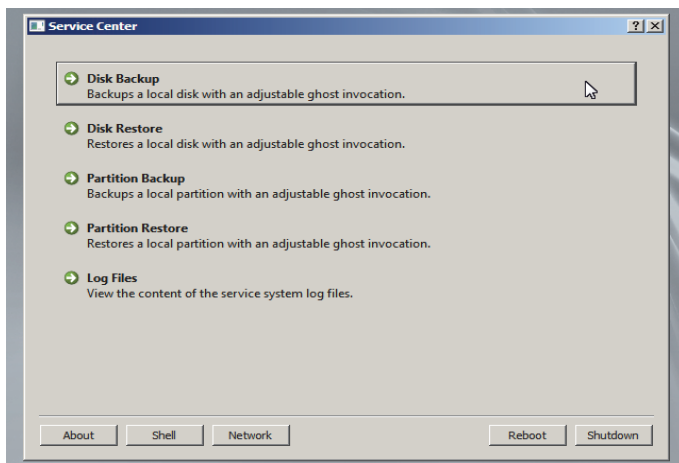 Service Center
Disk Backup
Backups a local disk with an adjustable ghost invocation.
Disk Restore
Restores a local disk with an adjustable ghost invocation.
Partition Backup
Backups a local partition with an adjustable ghost invocation.
Partition Restore
Restores a local partition with an adjustable ghost invocation.
Log Files
View the content of the service system log files.
About Shell Network Reboot Shutdown